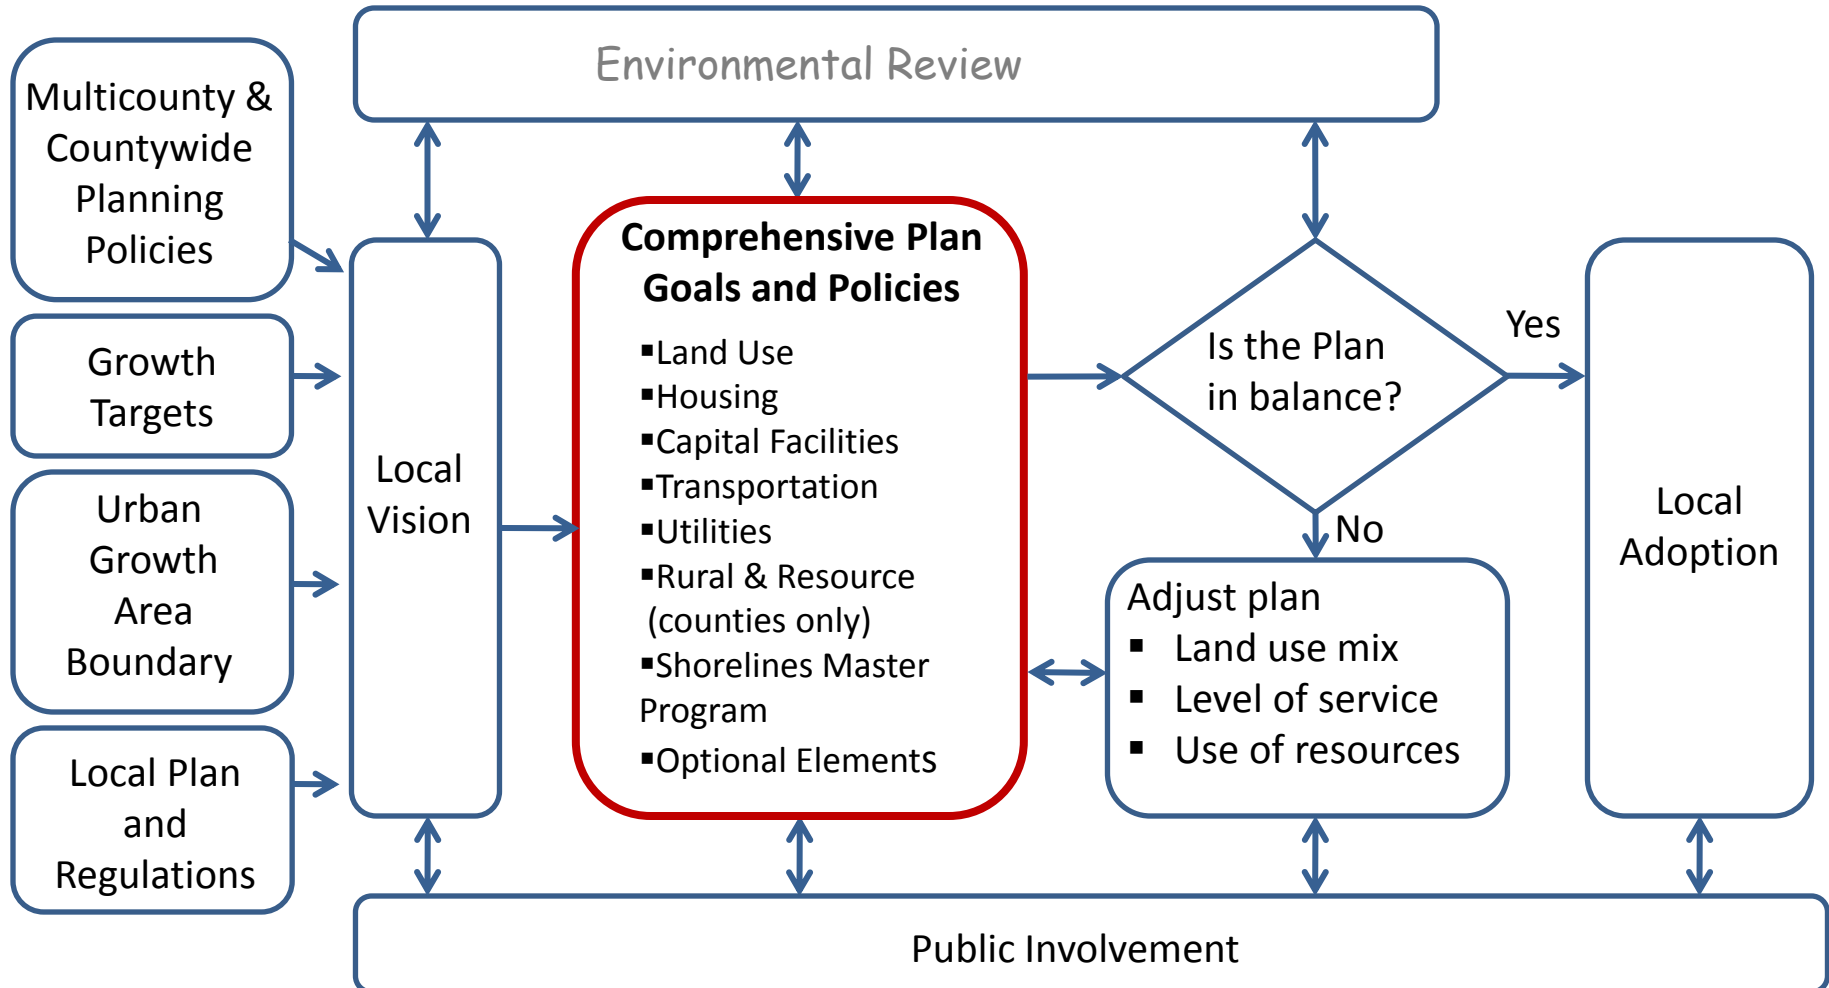 Environmental Review
Multicounty &
Countywide
Planning
Policies
Growth
Targets
Urban
Growth
Area
Boundary
Local Plan
and
Regulations
Local
Vision
Comprehensive Plan
Goals and Policies
▪Land Use
▪Housing
▪Capital Facilities
▪Transportation
▪Utilities
▪Rural & Resource
(counties only)
▪Shorelines Master
Program
▪Optional Elements
Is the Plan
in balance?
Yes
No
Adjust plan
▪ Land use mix
▪ Level of service
▪ Use of resources
Local
Adoption
Public Involvement